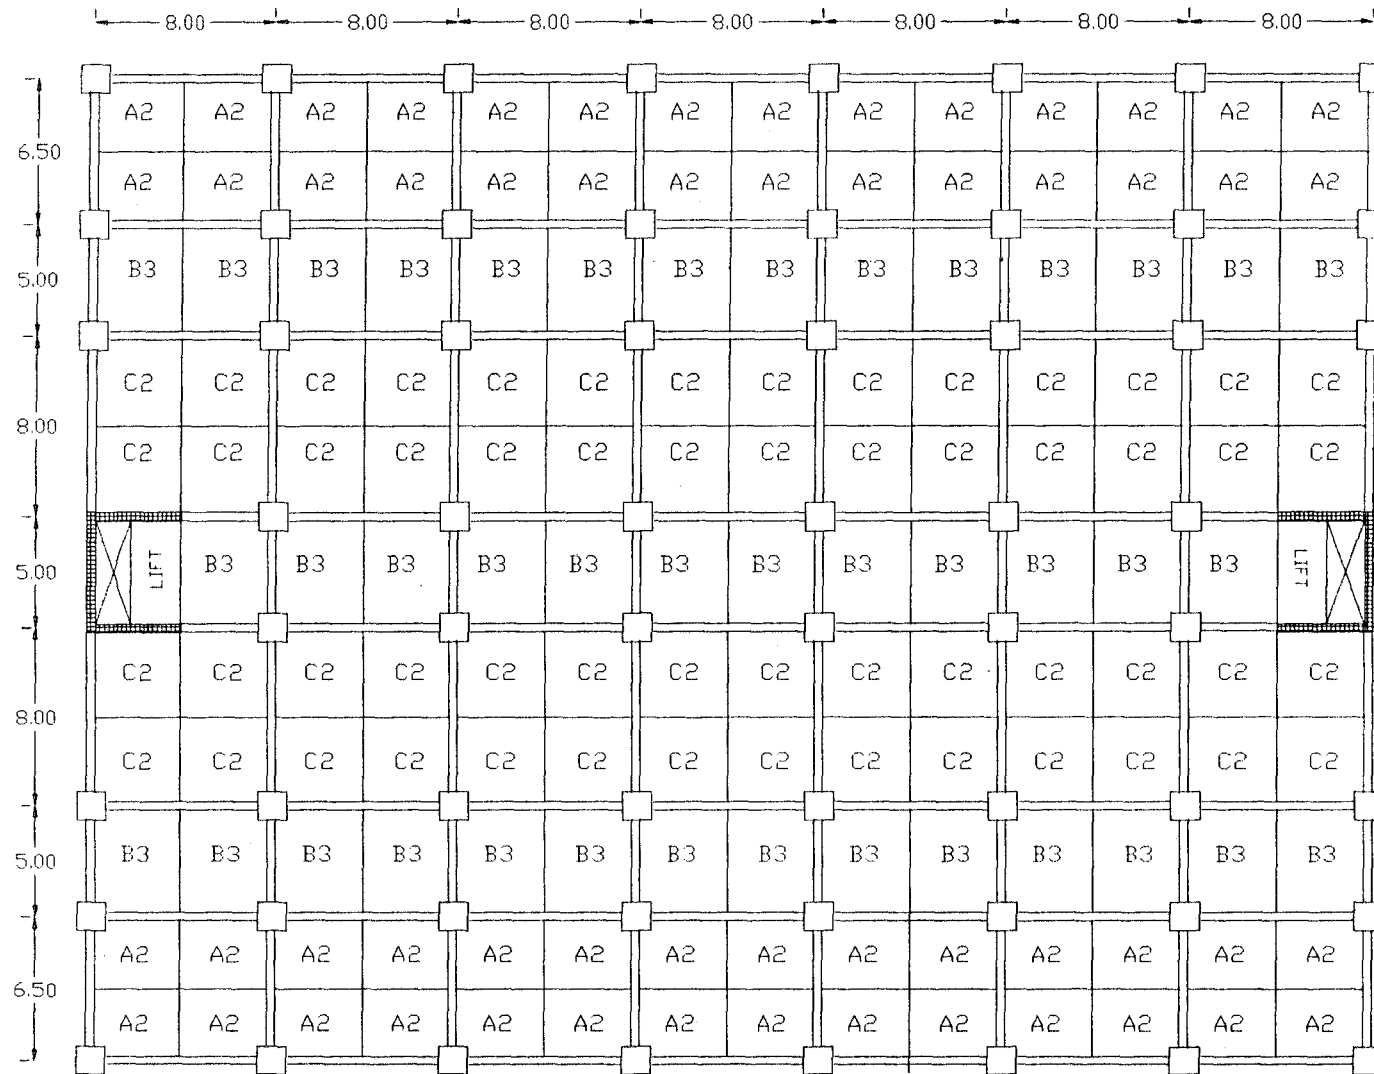 8.00 8.00 8.00 8.00 8.00 8.00 8.00
A2 A2 A2 A2 A2 A2 A2 A2 A2 A2 A2 A2 A2 A2
6.50
A2 A2 A2 A2 A2 A2 A2 A2 A2 A2 A2 A2 A2 A2
B3 B3 B3 B3 B3 B3 B3 B3 B3 B3 B3 B3 B3 B3
5.00
C2 C2 C2 C2 C2 C2 C2 C2 C2 C2 C2 C2 C2 C2
8.00
C2 C2 C2 C2 C2 C2 C2 C2 C2 C2 C2 C2 C2 C2
5.00 LIFT B3 B3 B3 B3 B3 B3 B3 B3 B3 B3 B3 B3 LIFT
C2 C2 C2 C2 C2 C2 C2 C2 C2 C2 C2 C2 C2 C2
8.00
C2 C2 C2 C2 C2 C2 C2 C2 C2 C2 C2 C2 C2 C2
5.00 B3 B3 B3 B3 B3 B3 B3 B3 B3 B3 B3 B3 B3 B3
A2 A2 A2 A2 A2 A2 A2 A2 A2 A2 A2 A2 A2 A2
6.50
A2 A2 A2 A2 A2 A2 A2 A2 A2 A2 A2 A2 A2 A2